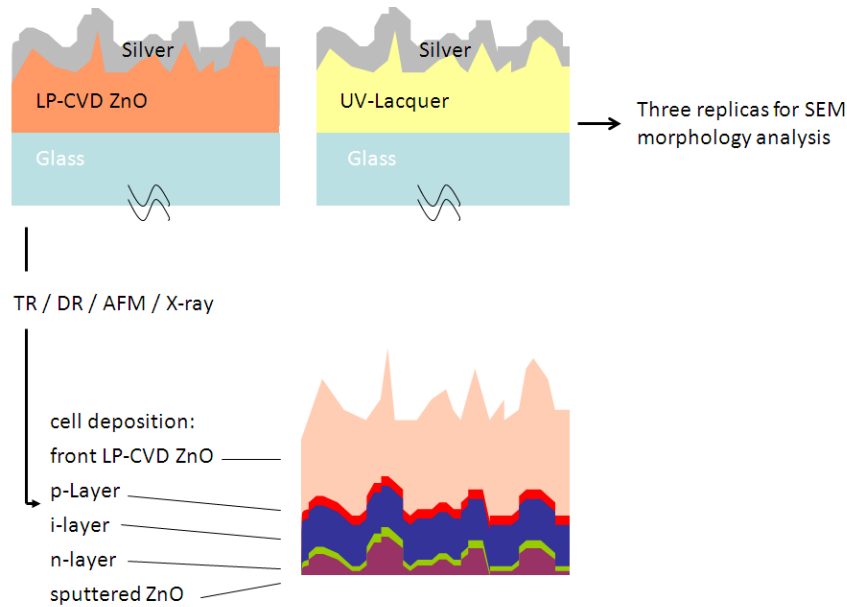 Silver
LP-CVD ZnO
Glass
Silver
UV-Lacquer
Glass
Three replicas for SEM
morphology analysis
TR / DR / AFM / X-ray
cell deposition:
front LP-CVD ZnO
p-Layer
i-layer
n-layer
sputtered ZnO